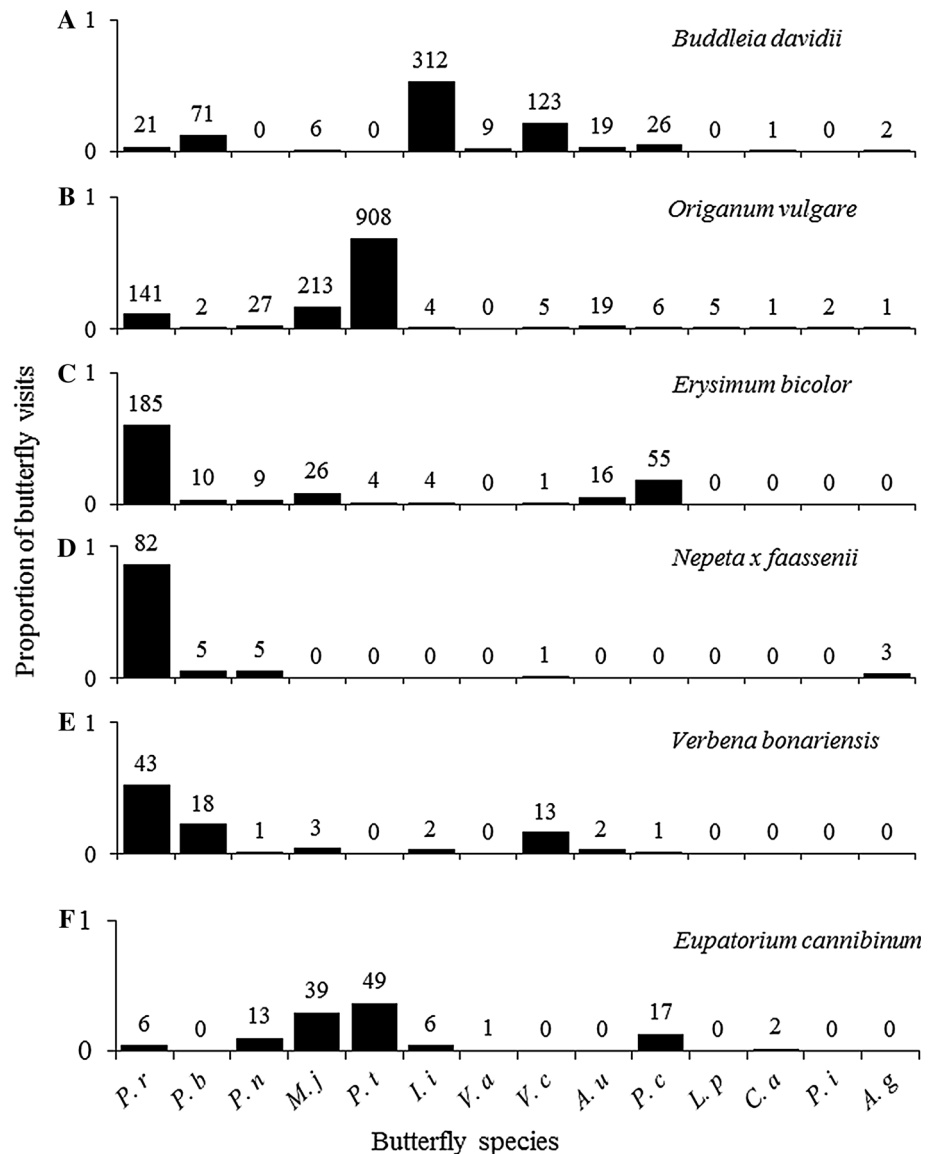 A 1
Buddleia davidii
312
21 71 0 6 0 9 123 19 26 0 1 0 2
0
B 1
Origanum vulgare
908
141 2 27 213 4 0 5 19 6 5 1 2 1
0
C 1
Erysimum bicolor
185
10 9 26 4 4 0 1 16 55 0 0 0 0
0
D 1
Nepeta x faassenii
82
5 5 0 0 0 0 1 0 0 0 0 0 3
0
E 1
Verbena bonariensis
43
18 1 3 0 2 0 13 2 1 0 0 0 0
0
F 1
Eupatorium cannibinum
6 0 13 39 49 6 1 0 0 17 0 2 0 0
0
P. r P. b P. n M. j P. t I. i V. a V. c A. u P. c L. p C. a P. i A. g
Butterfly species
Proportion of butterfly visits